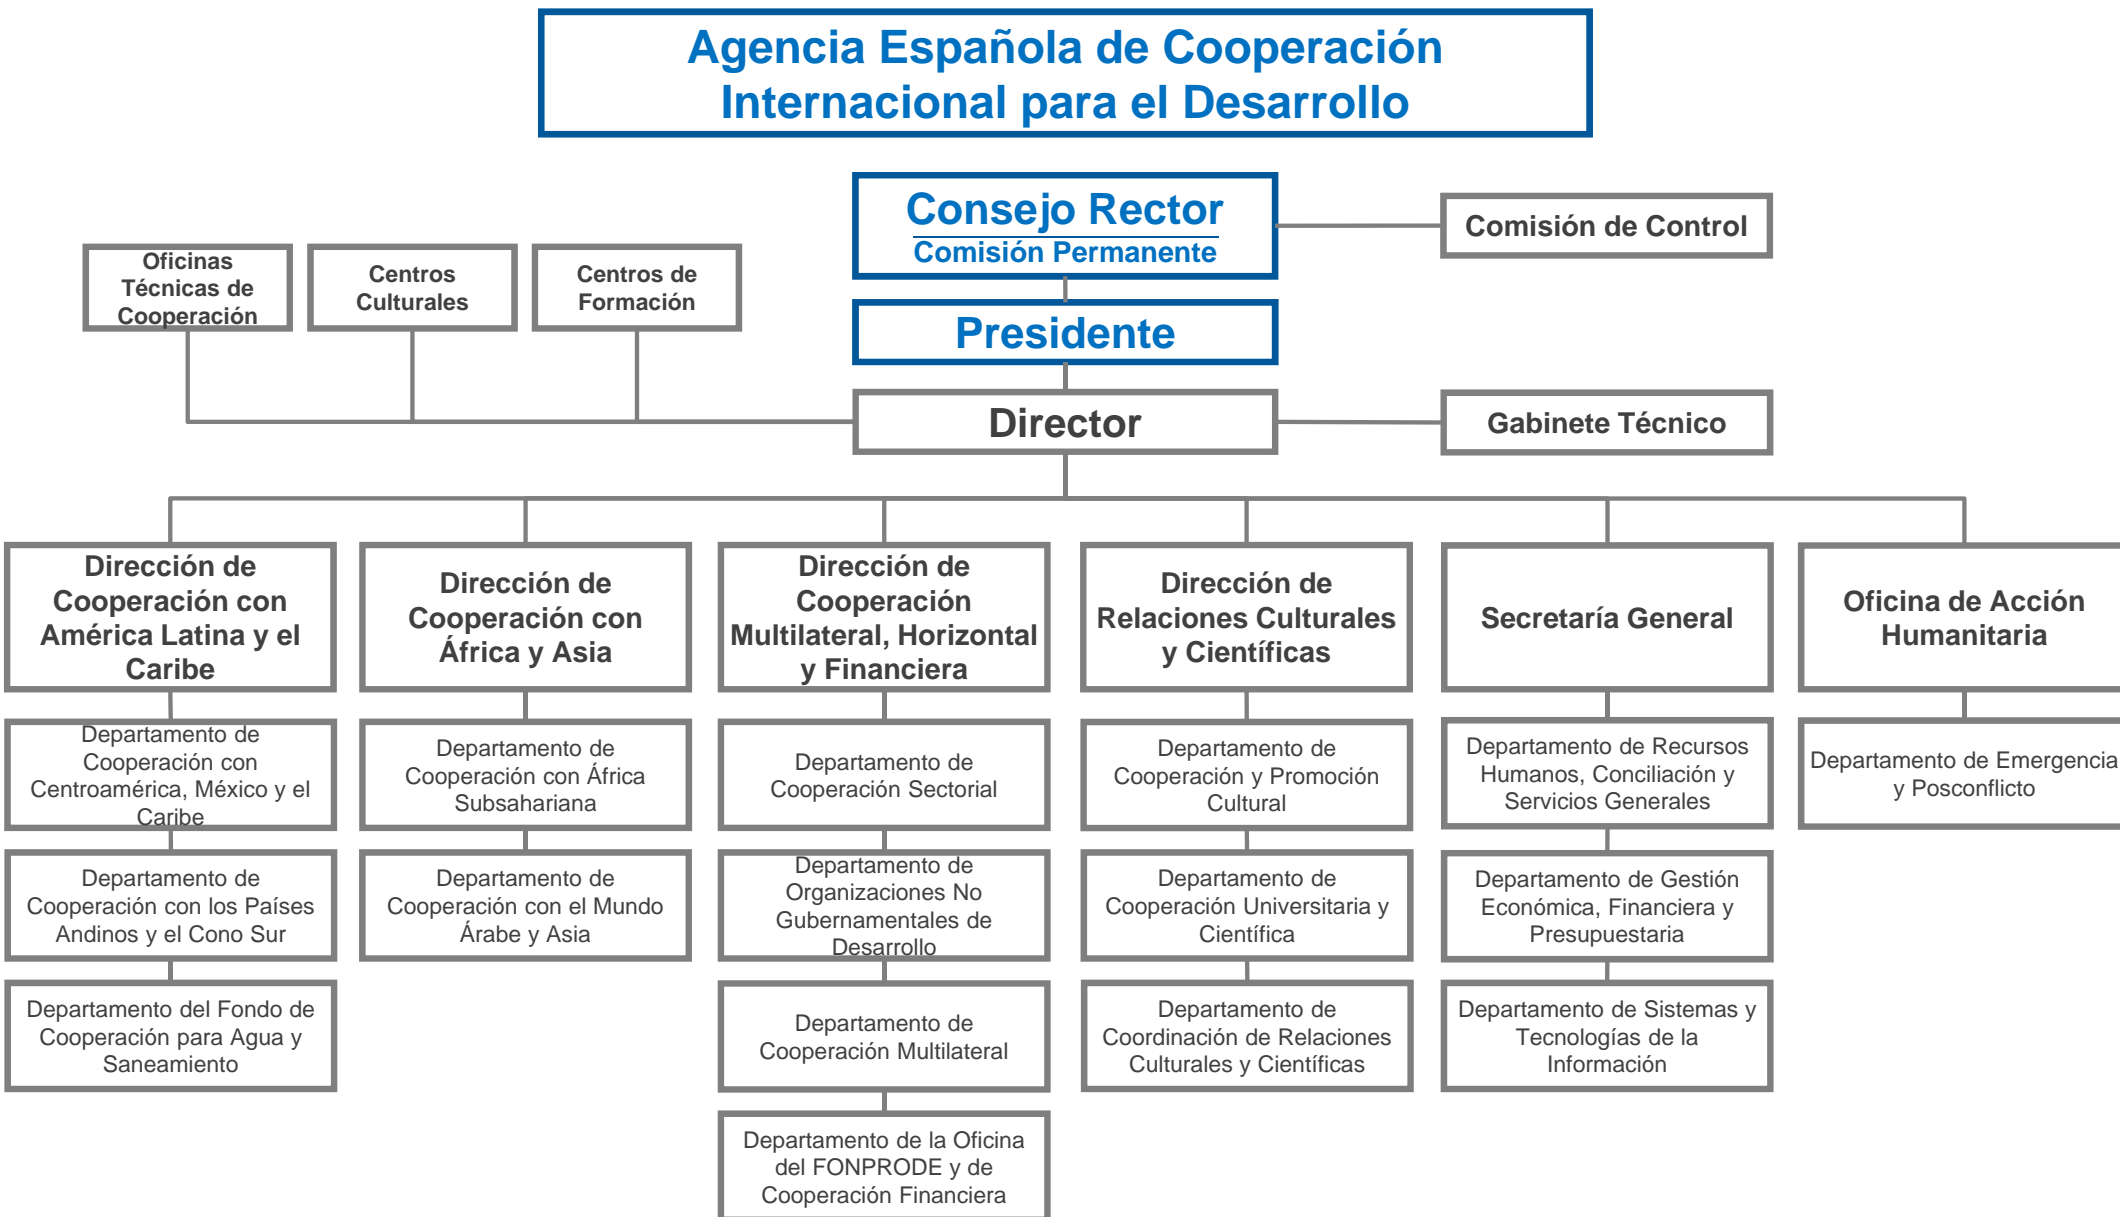 Agencia Española de Cooperación
Internacional para el Desarrollo
Consejo Rector
Comisión Permanente
Comisión de Control
Oficinas
Técnicas de
Cooperación
Centros
Culturales
Centros de
Formación
Presidente
Director
Gabinete Técnico
Dirección de
Cooperación con
América Latina y el
Caribe
Dirección de
Cooperación con
África y Asia
Dirección de
Cooperación
Multilateral, Horizontal
y Financiera
Dirección de
Relaciones Culturales
y Científicas
Secretaría General
Oficina de Acción
Humanitaria
Departamento de
Cooperación con
Centroamérica, México y el
Caribe
Departamento de
Cooperación con África
Subsahariana
Departamento de
Cooperación Sectorial
Departamento de
Cooperación y Promoción
Cultural
Departamento de Recursos
Humanos, Conciliación y
Servicios Generales
Departamento de Emergencia
y Posconflicto
Departamento de
Cooperación con los Países
Andinos y el Cono Sur
Departamento de
Cooperación con el Mundo
Árabe y Asia
Departamento de
Organizaciones No
Gubernamentales de
Desarrollo
Departamento de
Cooperación Universitaria y
Científica
Departamento de Gestión
Económica, Financiera y
Presupuestaria
Departamento del Fondo de
Cooperación para Agua y
Saneamiento
Departamento de
Cooperación Multilateral
Departamento de
Coordinación de Relaciones
Culturales y Científicas
Departamento de Sistemas y
Tecnologías de la
Información
Departamento de la Oficina
del FONPRODE y de
Cooperación Financiera